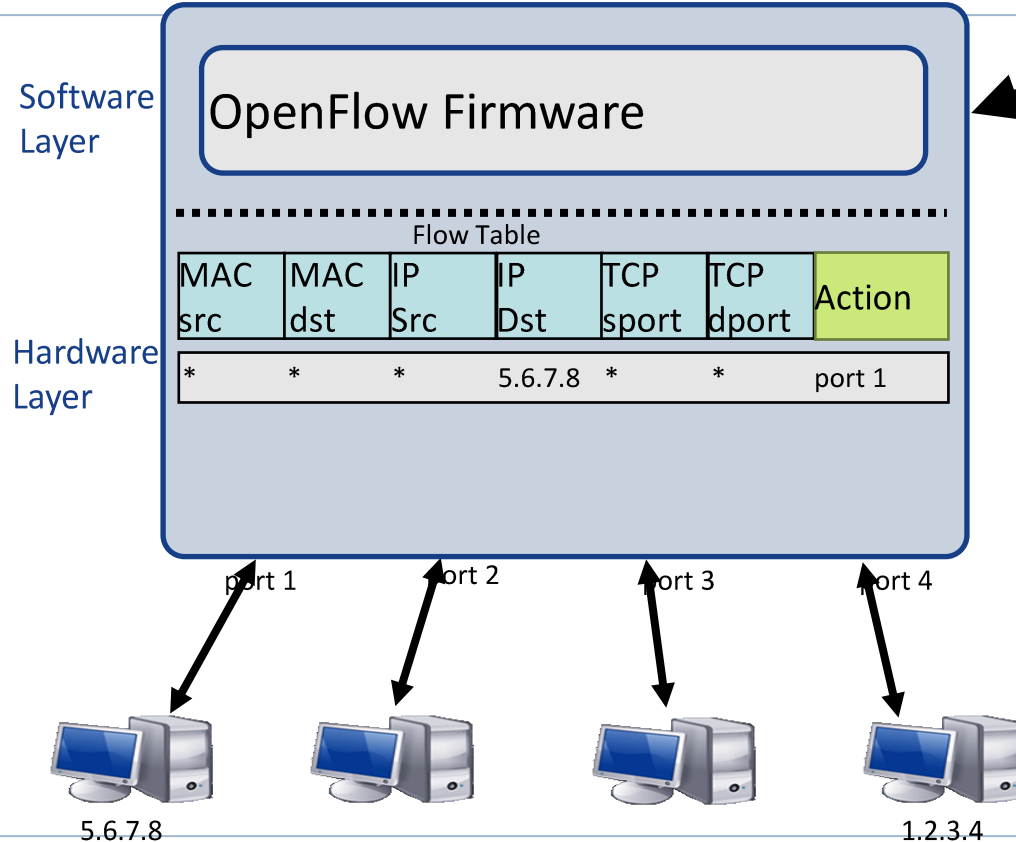 Software
Layer
OpenFlow Firmware
Flow Table
MAC src MAC dst IP Src IP Dst TCP sport TCP dport Action
Hardware
Layer
* * * 5.6.7.8 * * port 1
port 1
port 2
port 3
port 4
5.6.7.8
1.2.3.4